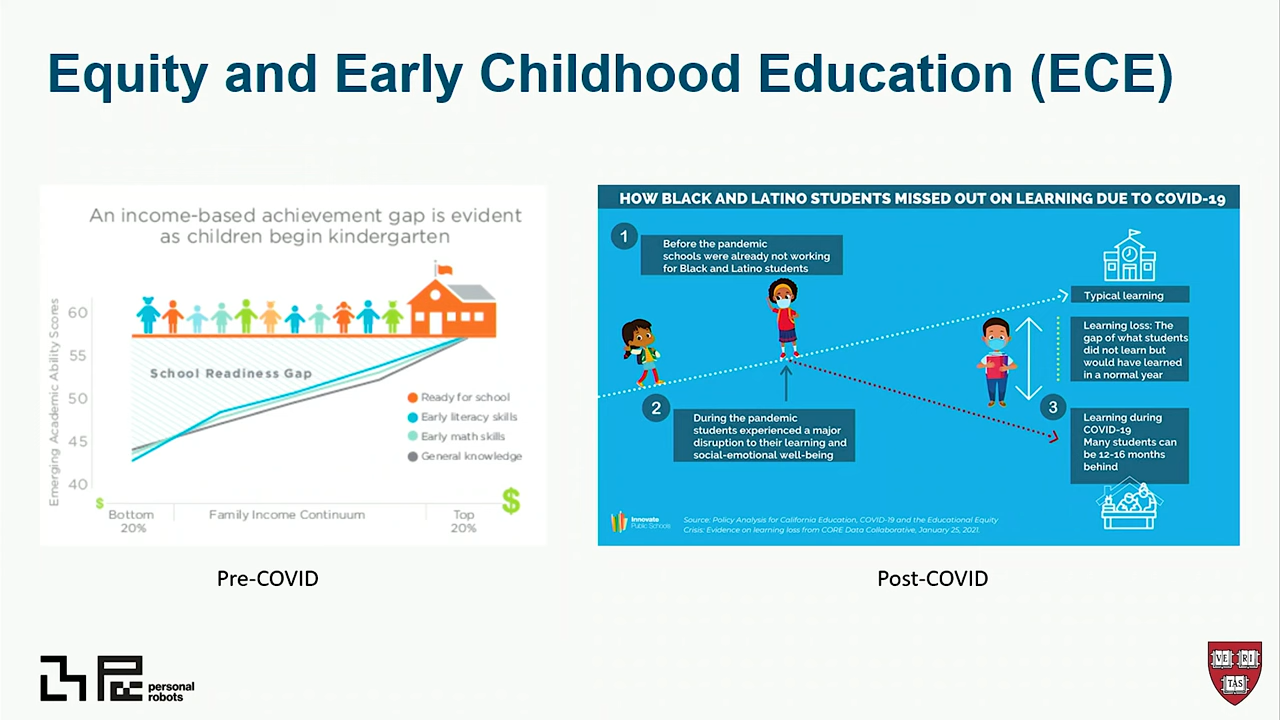 Equity and Early Childhood Education (ECE)
An income-based achievement gap is evident
as children begin kindergarten
Emerging Academic Ability Scores
60
55
50
45
40
School Readiness Gap
Ready for school
Early literacy skills
Early math skills
General knowledge
$
$
Bottom
20%
Family Income Continuum
Top
20%
Pre-COVID
HOW BLACK AND LATINO STUDENTS MISSED OUT ON LEARNING DUE TO COVID-19
1
Before the pandemic
schools were already not working
for Black and Latino students
Typical learning
Learning loss: The
gap of what students
did not learn but
would have learned
in a normal year
2
During the pandemic
students experienced a major
disruption to their learning and
social-emotional well-being
3
Learning during
COVID-19
Many students can
be 12-16 months
behind
Innovate
Public Schools
Source: Policy Analysis for California Education, COVID-19 and the Educational Equity
Crisis: Evidence on learning loss from CORE Data Collaborative, January 25, 2021.
Post-COVID
personal
robots
VE RI
TAS